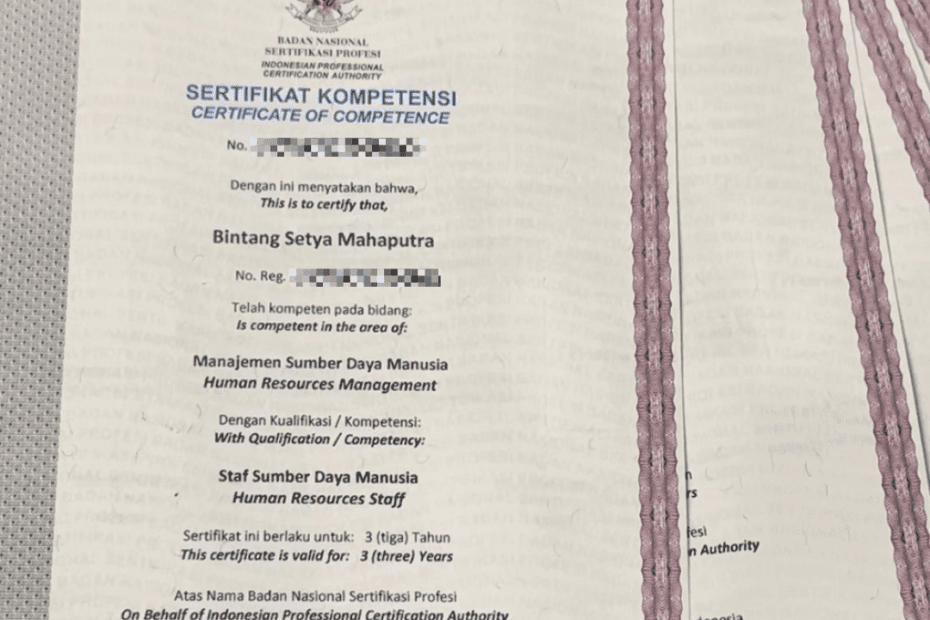 BADAN NASIONAL
SERTIFIKASI PROFESI
INDONESIAN PROFESSIONAL
CERTIFICATION AUTHORITY
SERTIFIKAT KOMPETENSI
CERTIFICATE OF COMPETENCE
No.
Dengan ini menyatakan bahwa,
This is to certify that,
Bintang Setya Mahaputra
No. Reg.
Telah kompeten pada bidang:
Is competent in the area of:
Manajemen Sumber Daya Manusia
Human Resources Management
Dengan Kualifikasi / Kompetensi:
With Qualification / Competency:
Staf Sumber Daya Manusia
Human Resources Staff
Sertifikat ini berlaku untuk: 3 (tiga) Tahun
This certificate is valid for: 3 (three) Years
Atas Nama Badan Nasional Sertifikasi Profesi
On Behalf of Indonesian Professional Certification Authority
n
rs
fesi
n Authority